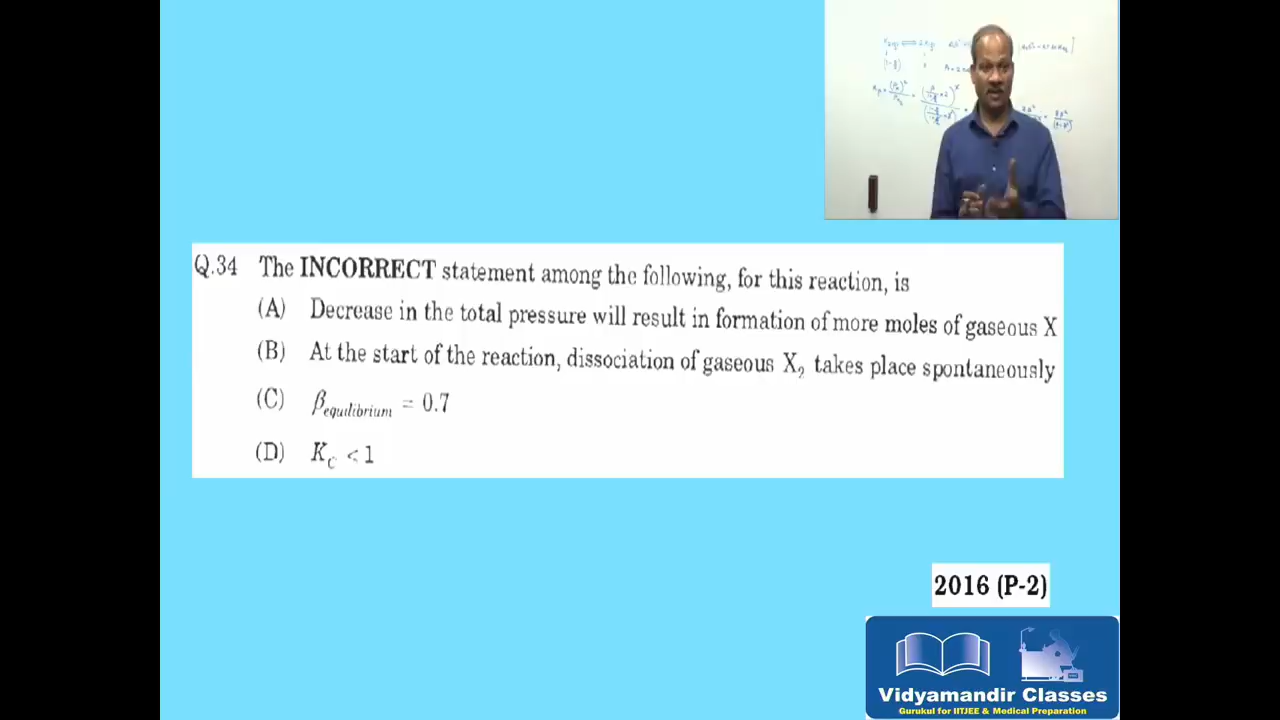 Q.34 The INCORRECT statement among the following, for this reaction, is
(A) Decrease in the total pressure will result in formation of more moles of gaseous X
(B) At the start of the reaction, dissociation of gaseous X₂ takes place spontaneously
(C) β_equilibrium = 0.7
(D) K_C < 1
2016 (P-2)
Vidyamandir Classes
Gurukul for IITJEE & Medical Preparation